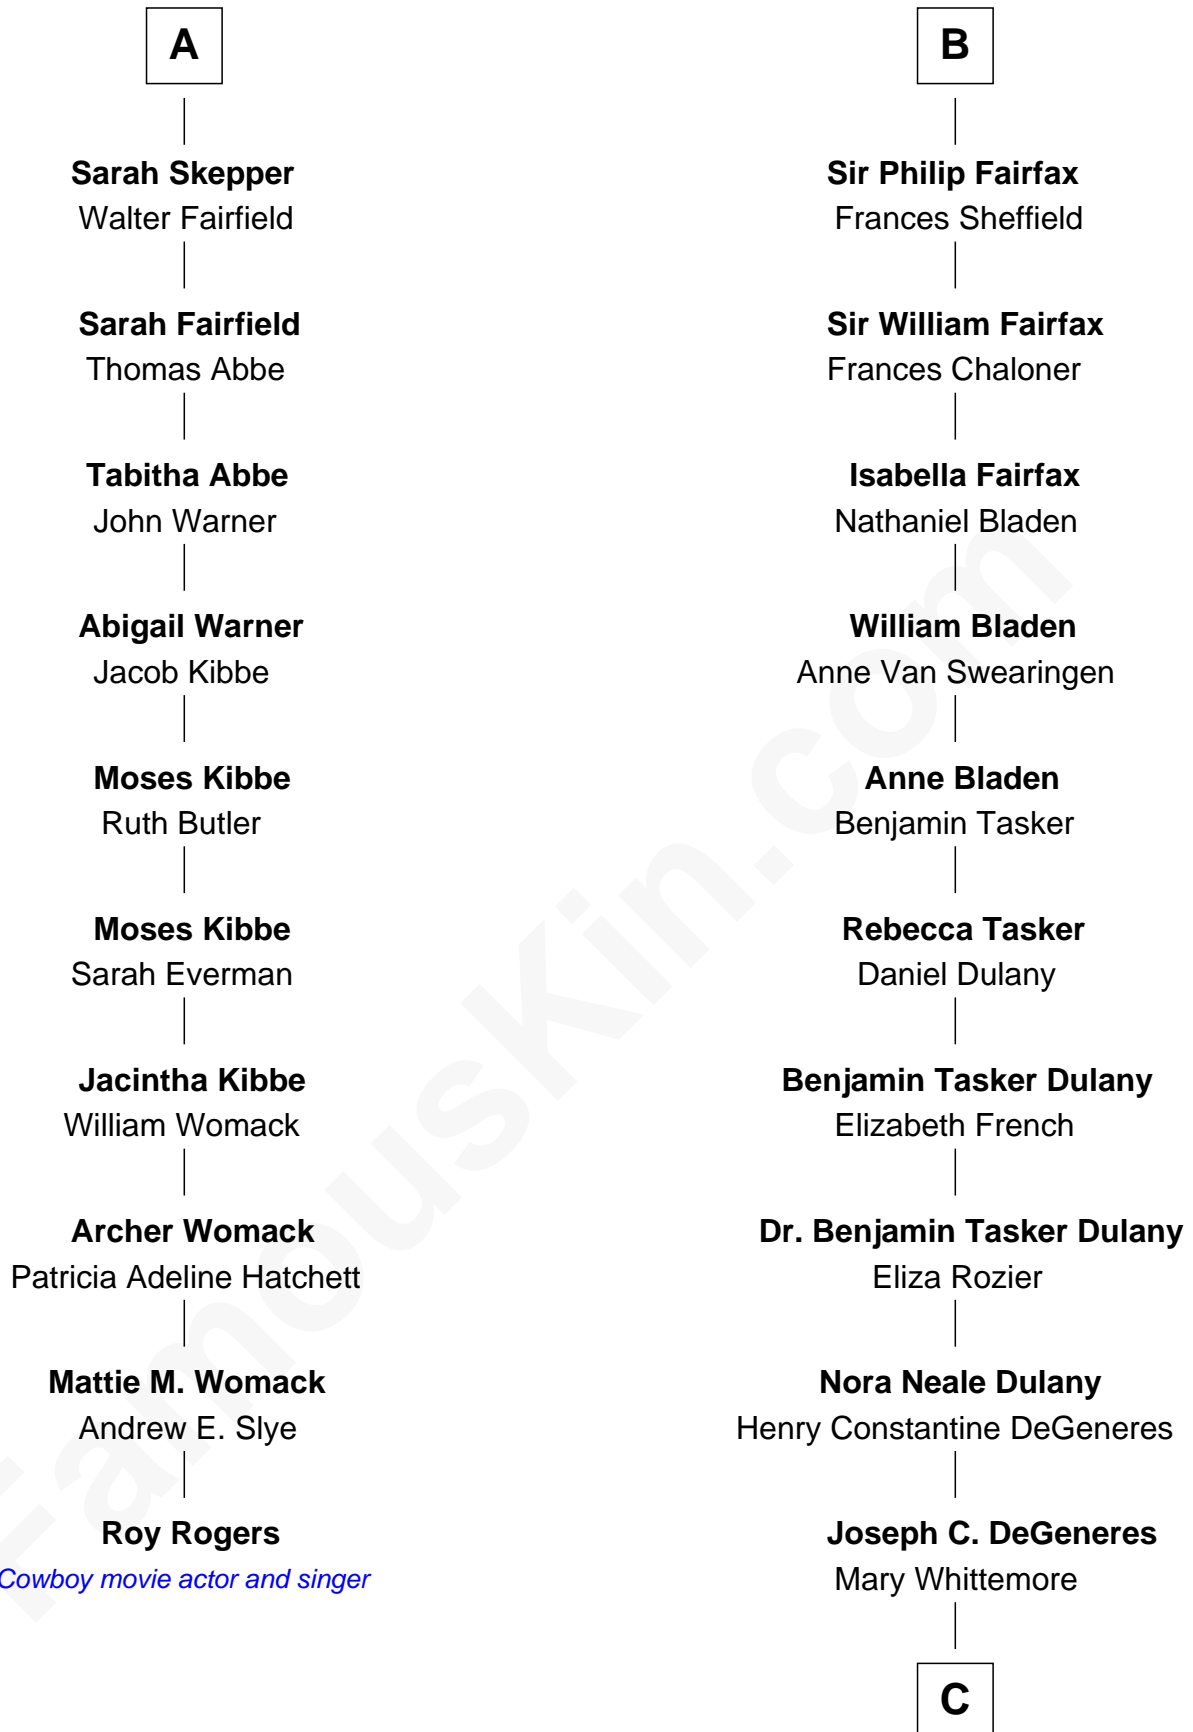 A
Sarah Skepper
Walter Fairfield
Sarah Fairfield
Thomas Abbe
Tabitha Abbe
John Warner
Abigail Warner
Jacob Kibbe
Moses Kibbe
Ruth Butler
Moses Kibbe
Sarah Everman
Jacintha Kibbe
William Womack
Archer Womack
Patricia Adeline Hatchett
Mattie M. Womack
Andrew E. Slye
Roy Rogers
Cowboy movie actor and singer
B
Sir Philip Fairfax
Frances Sheffield
Sir William Fairfax
Frances Chaloner
Isabella Fairfax
Nathaniel Bladen
William Bladen
Anne Van Swearingen
Anne Bladen
Benjamin Tasker
Rebecca Tasker
Daniel Dulany
Benjamin Tasker Dulany
Elizabeth French
Dr. Benjamin Tasker Dulany
Eliza Rozier
Nora Neale Dulany
Henry Constantine DeGeneres
Joseph C. DeGeneres
Mary Whittemore
C
FamousKin.com